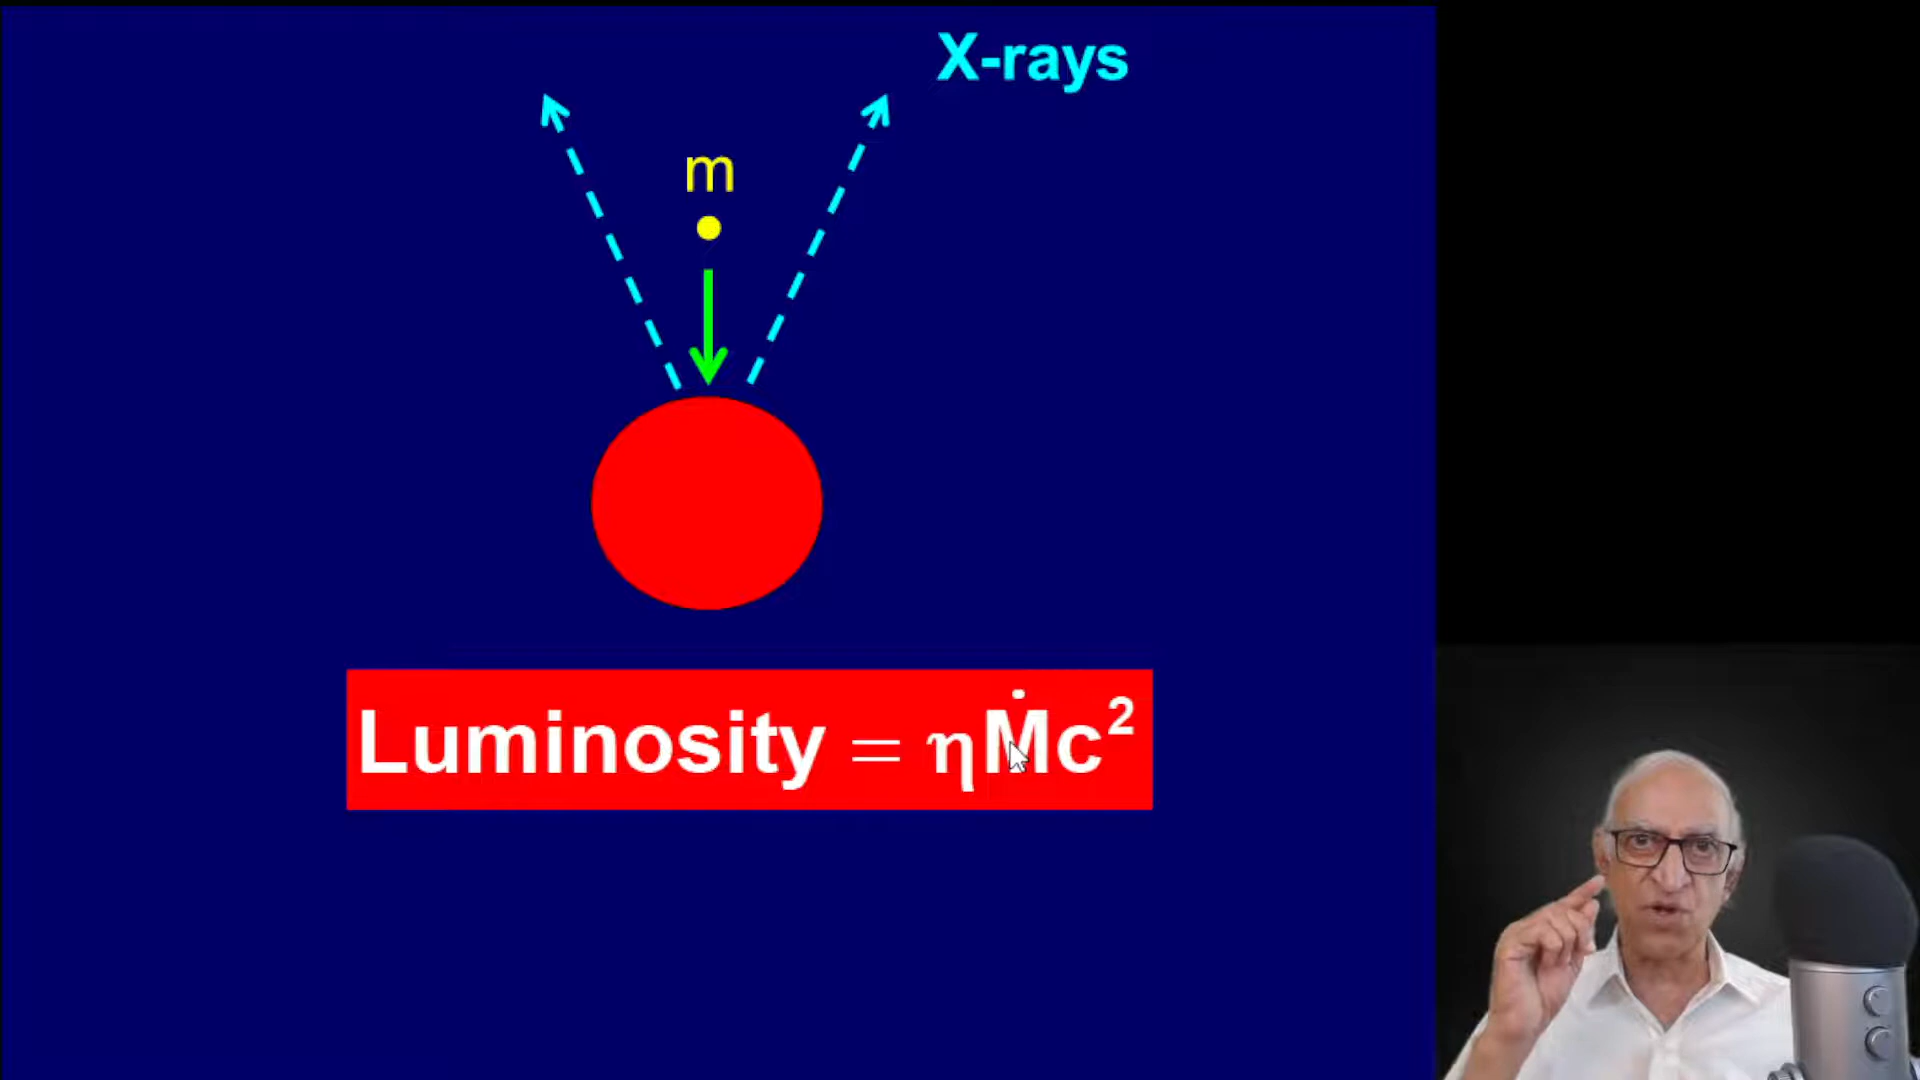 X-rays
m
Luminosity = ηṀc²